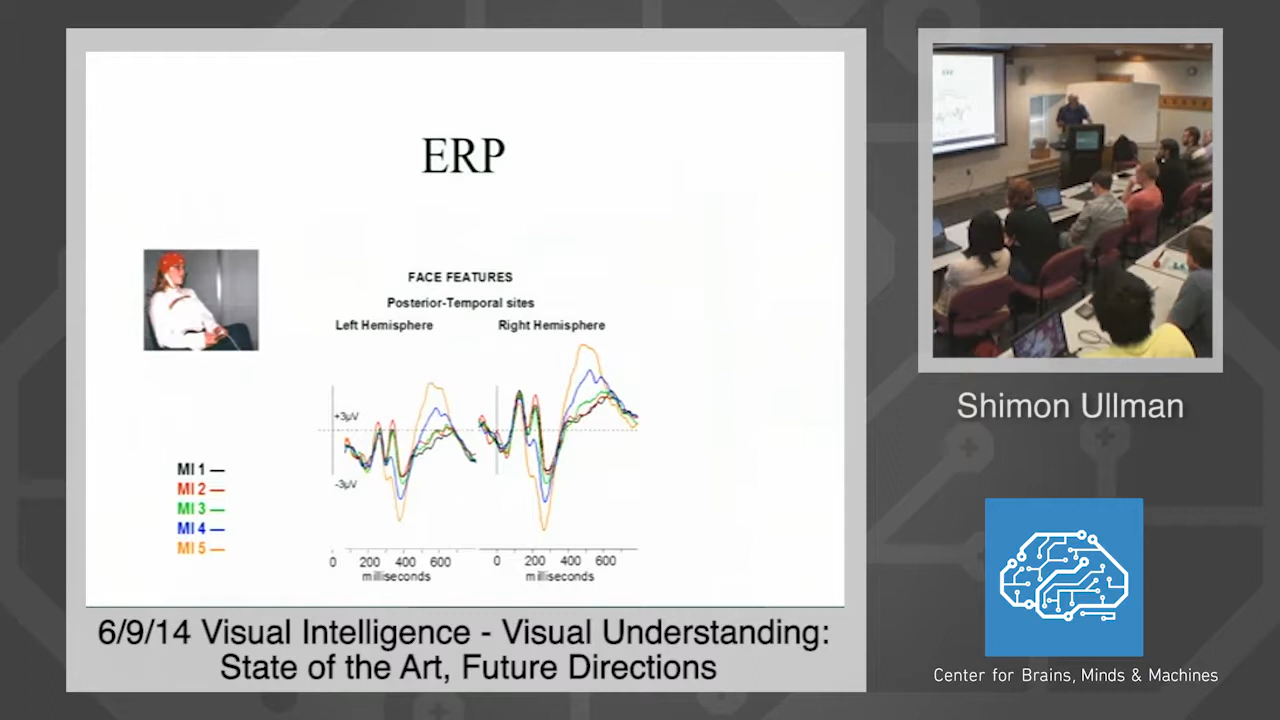 ERP
FACE FEATURES
Posterior-Temporal sites
Left Hemisphere Right Hemisphere
+3µV
-3µV
MI 1 —
MI 2 —
MI 3 —
MI 4 —
MI 5 —
0 200 400 600 0 200 400 600
milliseconds milliseconds
6/9/14 Visual Intelligence - Visual Understanding:
State of the Art, Future Directions
Shimon Ullman
Center for Brains, Minds & Machines